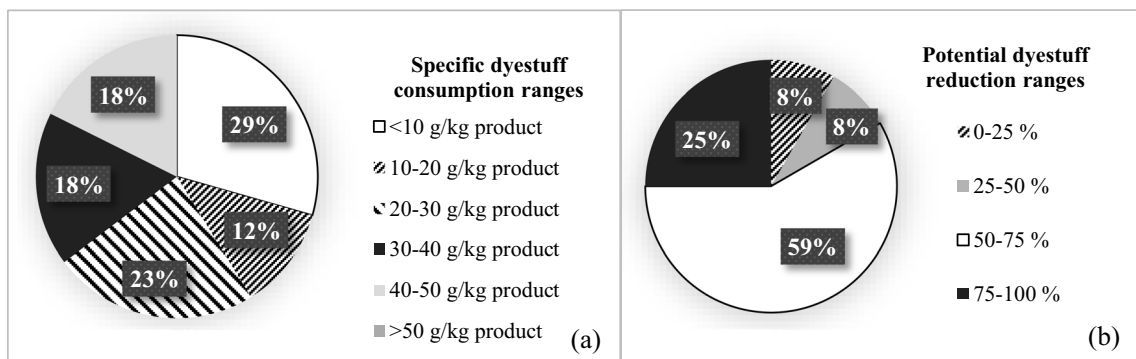 Specific dyestuff
consumption ranges
<10 g/kg product
10-20 g/kg product
20-30 g/kg product
30-40 g/kg product
40-50 g/kg product
>50 g/kg product
29%
12%
23%
18%
18%
(a)
Potential dyestuff
reduction ranges
0-25 %
25-50 %
50-75 %
75-100 %
8%
8%
59%
25%
(b)